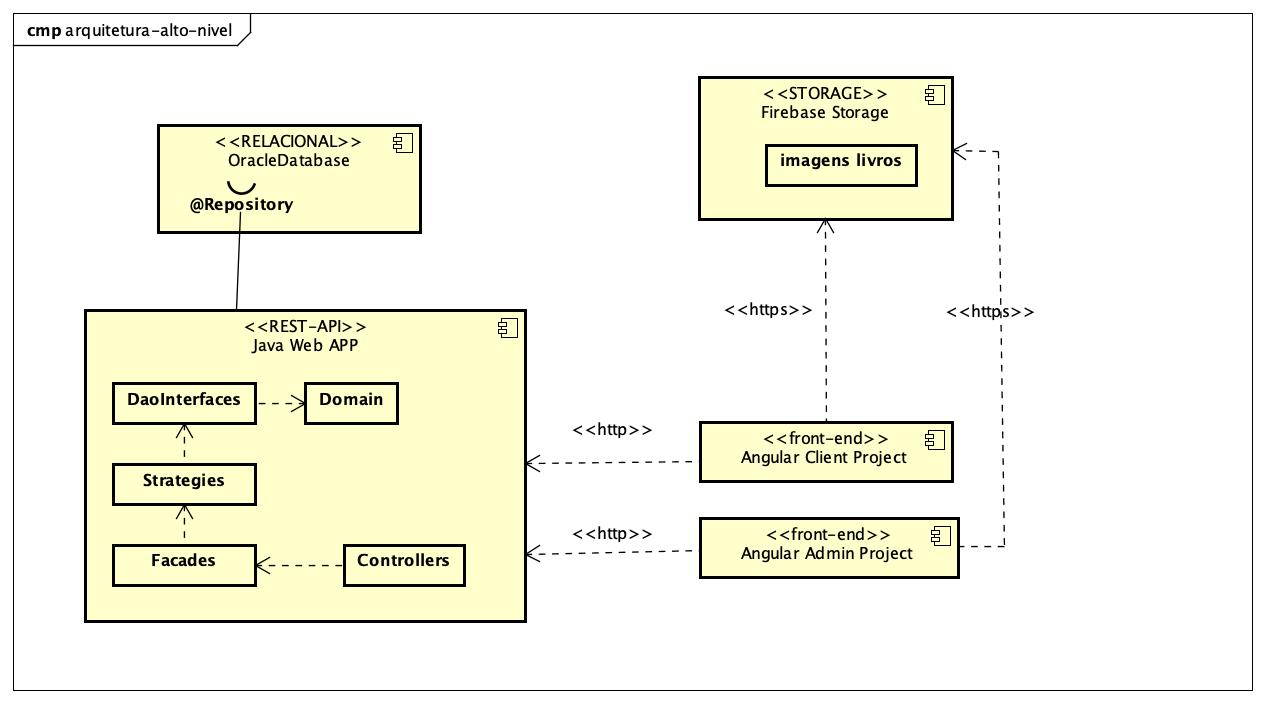 cmp arquitetura-alto-nivel
<<STORAGE>>
Firebase Storage
imagens livros
<<RELACIONAL>>
OracleDatabase
@Repository
<<https>>
<<https>>
<<REST-API>>
Java Web APP
DaoInterfaces
Domain
Strategies
Facades
Controllers
<<http>>
<<front-end>>
Angular Client Project
<<http>>
<<front-end>>
Angular Admin Project